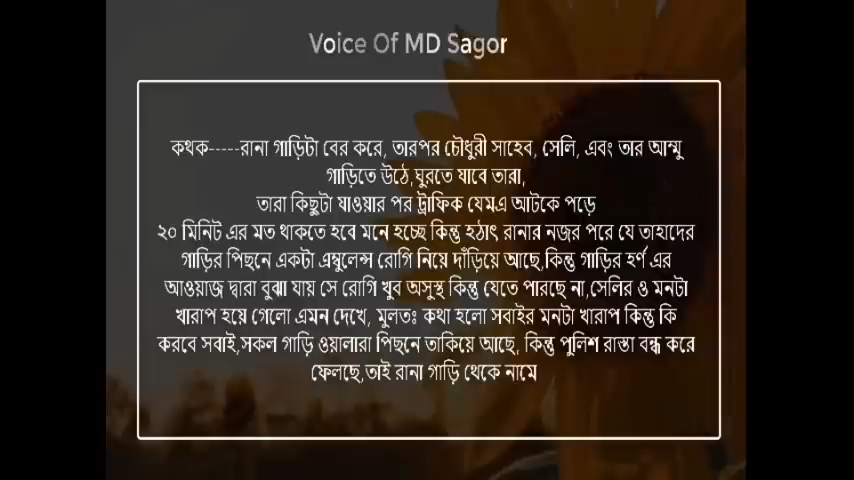 Voice Of MD Sagor
কথক-----রানা গাড়িটা বের করে, তারপর চৌধুরী সাহেব, সেলি, এবং তার আম্মু
গাড়িতে উঠে,ঘুরতে যাবে তারা,
তারা কিছুটা যাওয়ার পর ট্রাফিক যেমএ আটকে পড়ে
২০ মিনিট এর মত থাকতে হবে মনে হচ্ছে কিন্তু হঠাৎ রানার নজর পরে যে তাহাদের
গাড়ির পিছনে একটা এম্বুলেন্স রোগি নিয়ে দাঁড়িয়ে আছে,কিন্তু গাড়ির হর্ণ এর
আওয়াজ দ্বারা বুঝা যায় সে রোগি খুব অসুস্থ কিন্তু যেতে পারছে না,সেলির ও মনটা
খারাপ হয়ে গেলো এমন দেখে, মুলতঃ কথা হলো সবাইর মনটা খারাপ কিন্তু কি
করবে সবাই,সকল গাড়ি ওয়ালারা পিছনে তাকিয়ে আছে, কিন্তু পুলিশ রাস্তা বন্ধ করে
ফেলছে,তাই রানা গাড়ি থেকে নামে